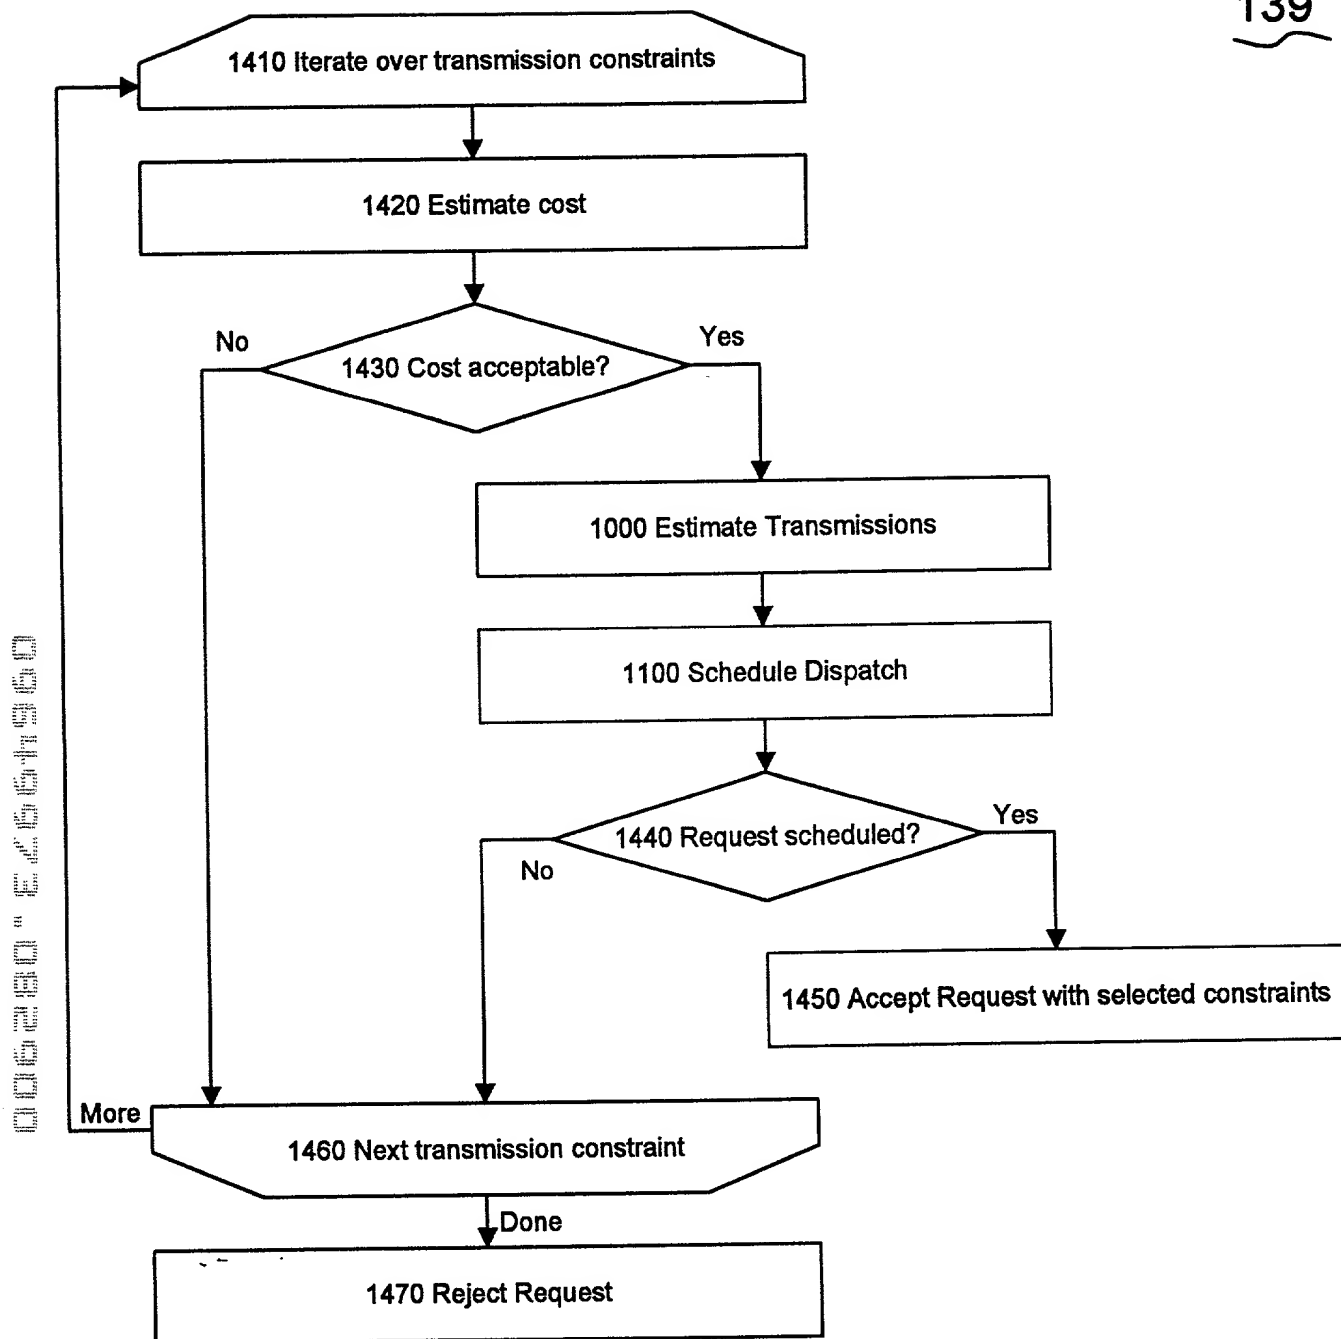 139
1410 Iterate over transmission constraints
1420 Estimate cost
No
Yes
1430 Cost acceptable?
1000 Estimate Transmissions
1100 Schedule Dispatch
1440 Request scheduled?
Yes
No
1450 Accept Request with selected constraints
More
1460 Next transmission constraint
Done
1470 Reject Request